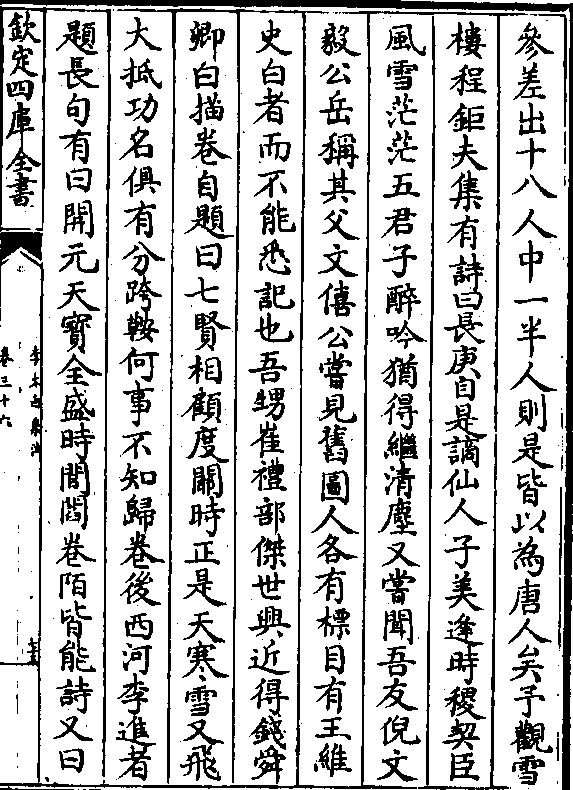 參差出十八人中一半人則是皆以為唐人矣予觀雪
樓程鉅夫集有詩曰長庚自是謫仙人子美逢時稷契臣
風雪茫茫五君子醉吟猶得繼清塵又嘗聞吾友倪文
毅公岳稱其父文僖公嘗見舊圖人各有標目有王維
史白者而不能悉記也吾甥崔禮部傑世興近得錢舜
卿白描卷自題曰七賢相顧度關時正是天寒雪又飛
大抵功名俱有分跨鞍何事不知歸卷後西河李進者
題長句有曰開元天寶全盛時閭閻巷陌皆能詩又曰
欽定四庫全書
李太白集注
卷三十六